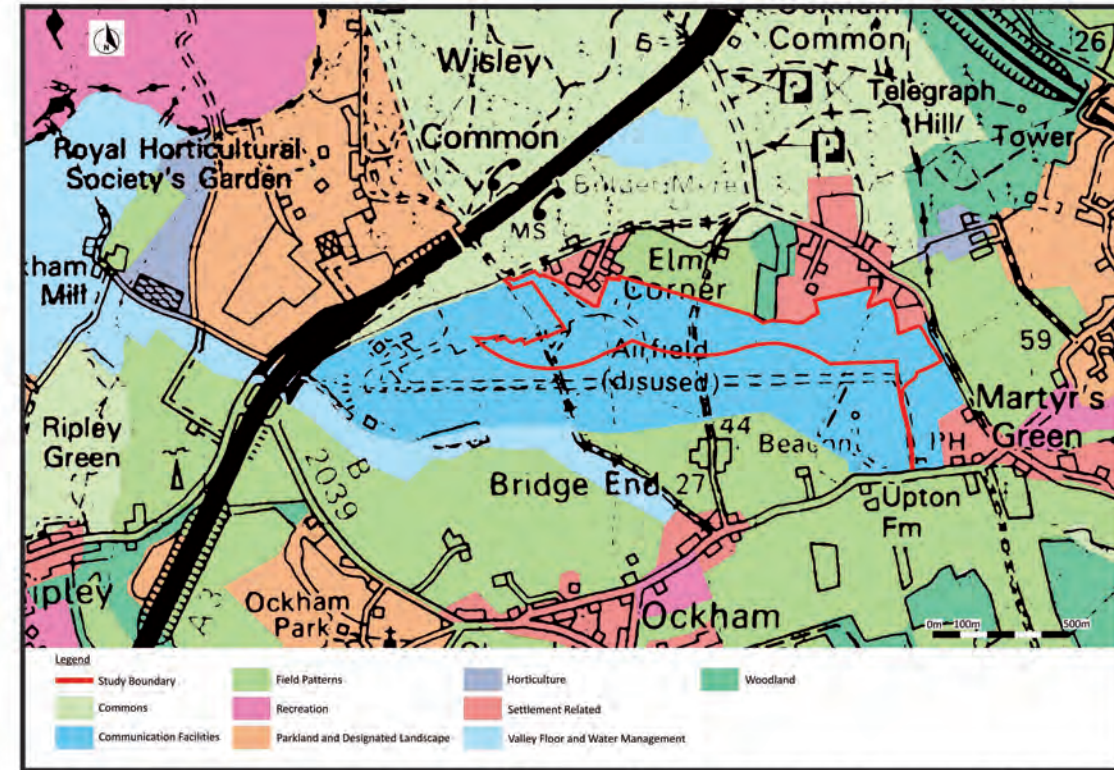 N
Wisley
Common
Common
26
Telegraph
Hill
Tower
P
P
Royal Horticultural
Society's Garden
MS
Elm
Corner
Mill
Airfield
(disused)
59
Martyr's
Green
Ripley
Green
B 2039
44
Beacon
PH
Bridge End
27
Upton
Fm
ipley
A 3
Ockham
Park
Ockham
0m 100m 500m
Legend
Study Boundary
Field Patterns
Horticulture
Woodland
Commons
Recreation
Settlement Related
Communication Facilities
Parkland and Designated Landscape
Valley Floor and Water Management